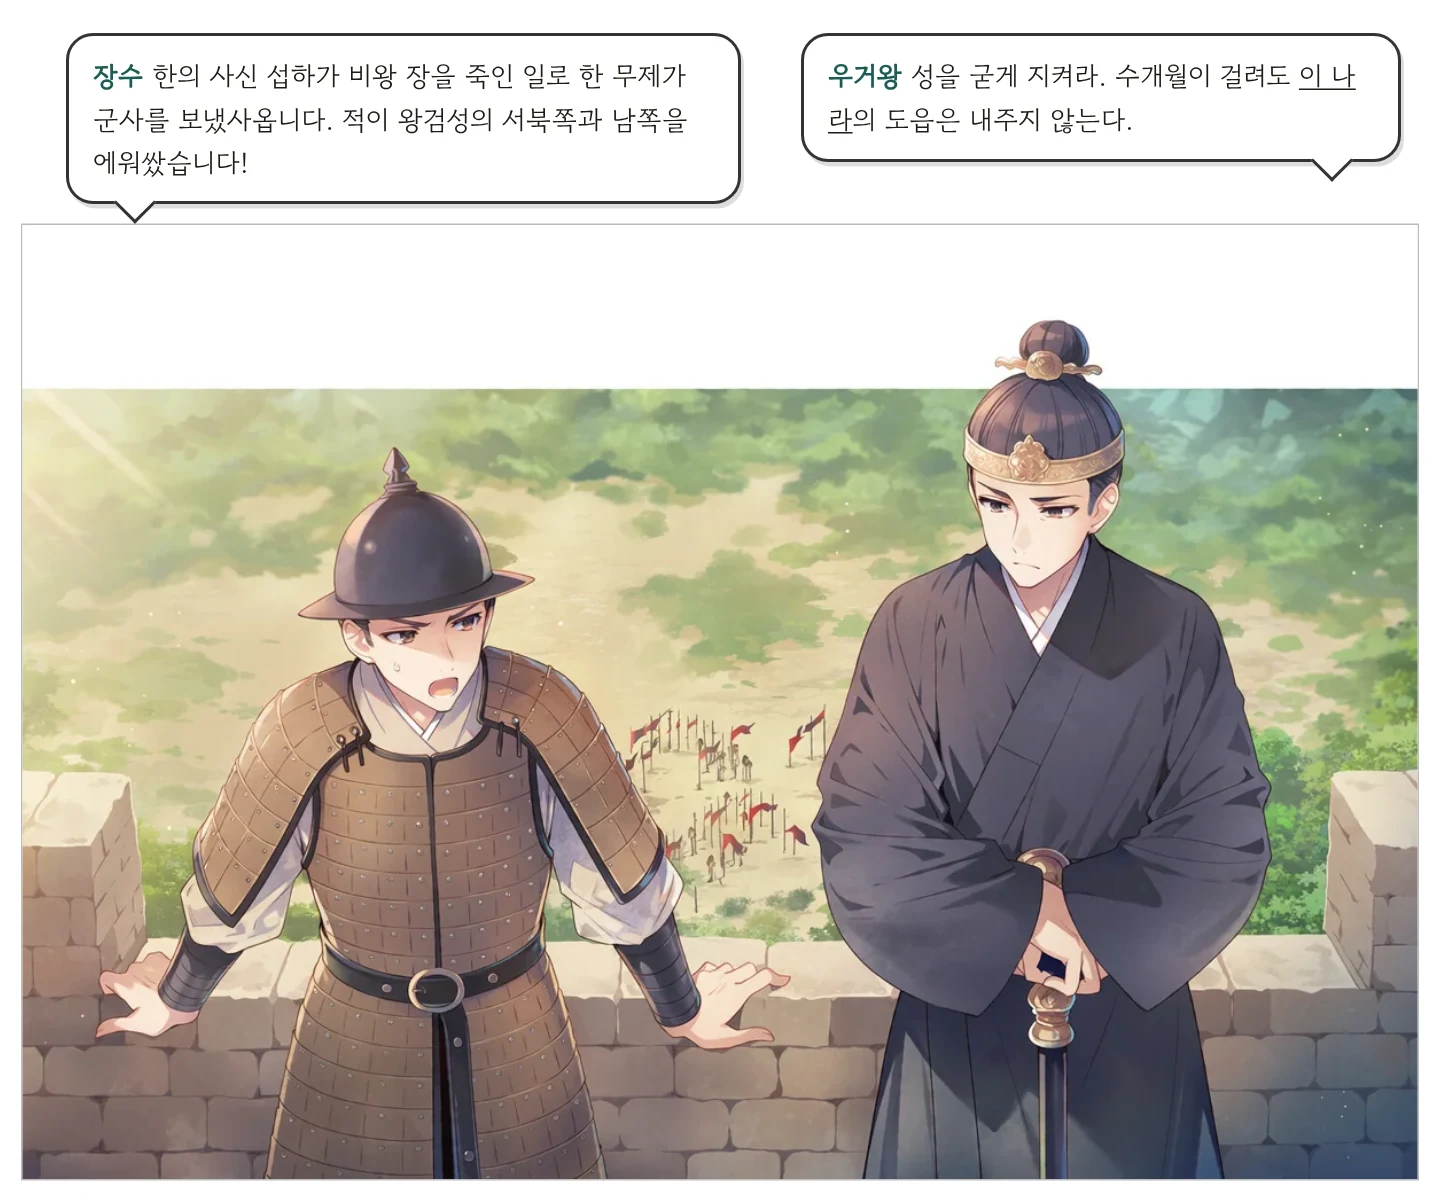 장수 한의 사신 섭하가 비왕 장을 죽인 일로 한 무제가
군사를 보냈사옵니다. 적이 왕검성의 서북쪽과 남쪽을
에워쌌습니다!
우거왕 성을 굳게 지켜라. 수개월이 걸려도 이 나
라의 도읍은 내주지 않는다.